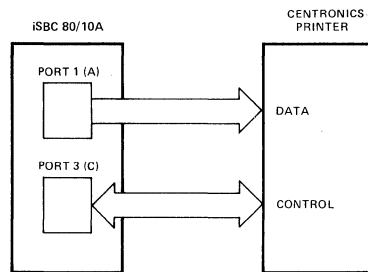 iSBC 80/10A
CENTRONICS
PRINTER
PORT 1 (A)
DATA
PORT 3 (C)
CONTROL